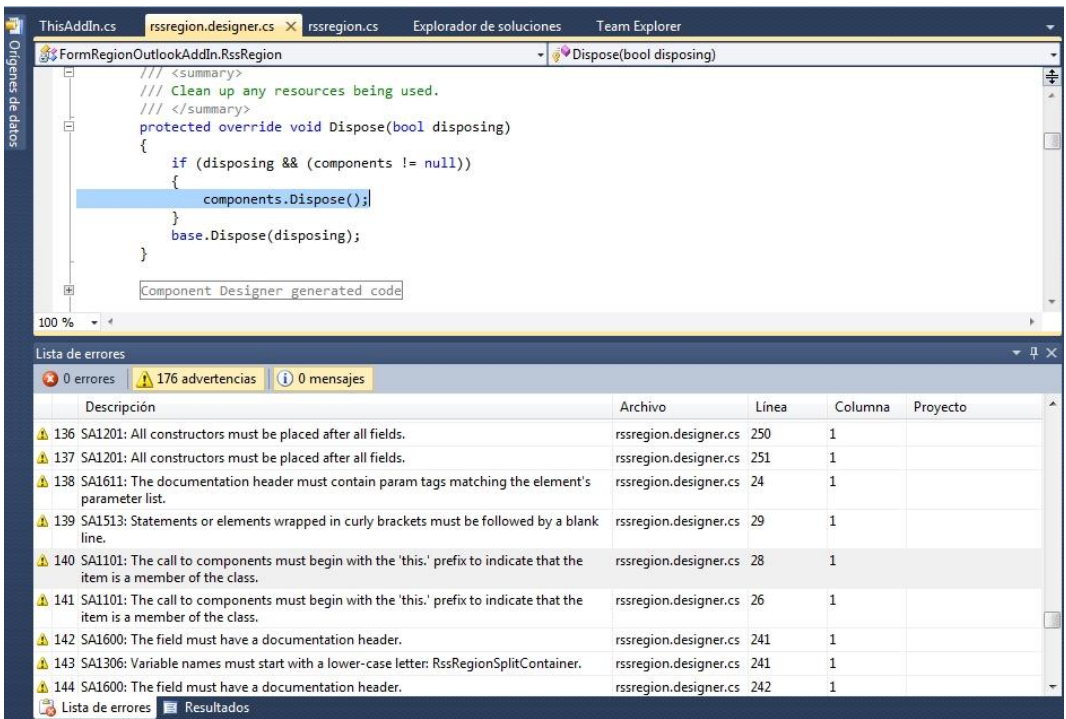 ThisAddIn.cs rssregion.designer.cs rssregion.cs Explorador de soluciones Team Explorer
Orígenes de datos
FormRegionOutlookAddIn.RssRegion Dispose(bool disposing)
/// <summary>
/// Clean up any resources being used.
/// </summary>
protected override void Dispose(bool disposing)
{
if (disposing && (components != null))
{
components.Dispose();
}
base.Dispose(disposing);
}
Component Designer generated code
100 %
Lista de errores
0 errores 176 advertencias 0 mensajes
Descripción Archivo Línea Columna Proyecto
136 SA1201: All constructors must be placed after all fields. rssregion.designer.cs 250 1
137 SA1201: All constructors must be placed after all fields. rssregion.designer.cs 251 1
138 SA1611: The documentation header must contain param tags matching the element's rssregion.designer.cs 24 1
parameter list.
139 SA1513: Statements or elements wrapped in curly brackets must be followed by a blank rssregion.designer.cs 29 1
line.
140 SA1101: The call to components must begin with the 'this.' prefix to indicate that the rssregion.designer.cs 28 1
item is a member of the class.
141 SA1101: The call to components must begin with the 'this.' prefix to indicate that the rssregion.designer.cs 26 1
item is a member of the class.
142 SA1600: The field must have a documentation header. rssregion.designer.cs 241 1
143 SA1306: Variable names must start with a lower-case letter: RssRegionSplitContainer. rssregion.designer.cs 241 1
144 SA1600: The field must have a documentation header. rssregion.designer.cs 242 1
Lista de errores Resultados